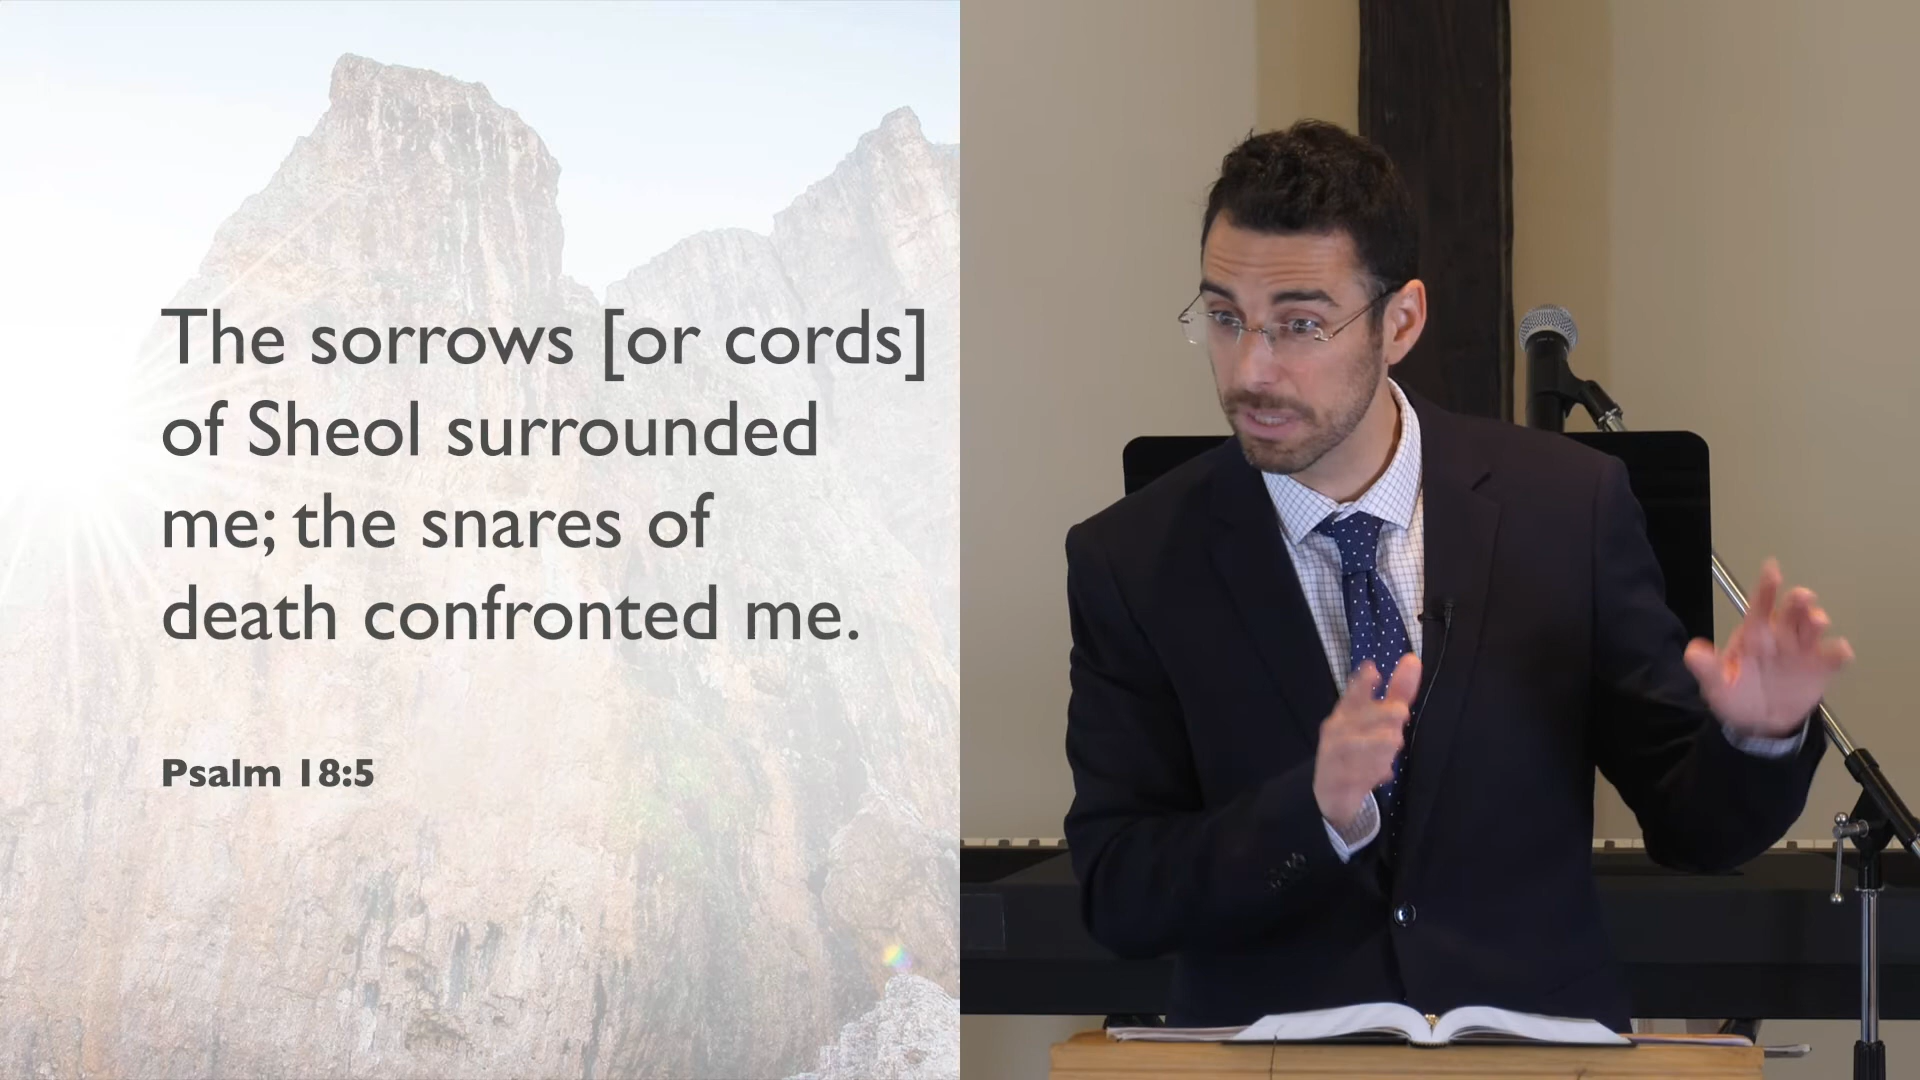 The sorrows [or cords]
of Sheol surrounded
me; the snares of
death confronted me.
Psalm 18:5